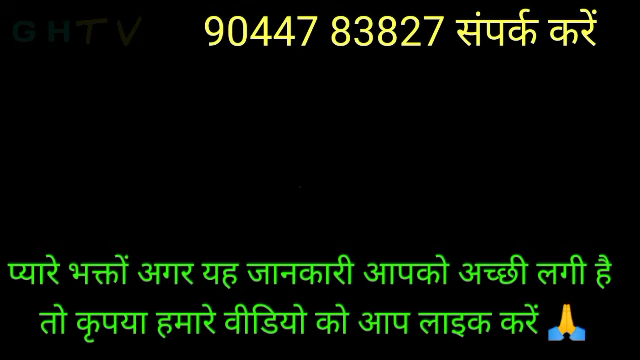 GHTV
90447 83827 संपर्क करें
प्यारे भक्तों अगर यह जानकारी आपको अच्छी लगी है
तो कृपया हमारे वीडियो को आप लाइक करें 🙏